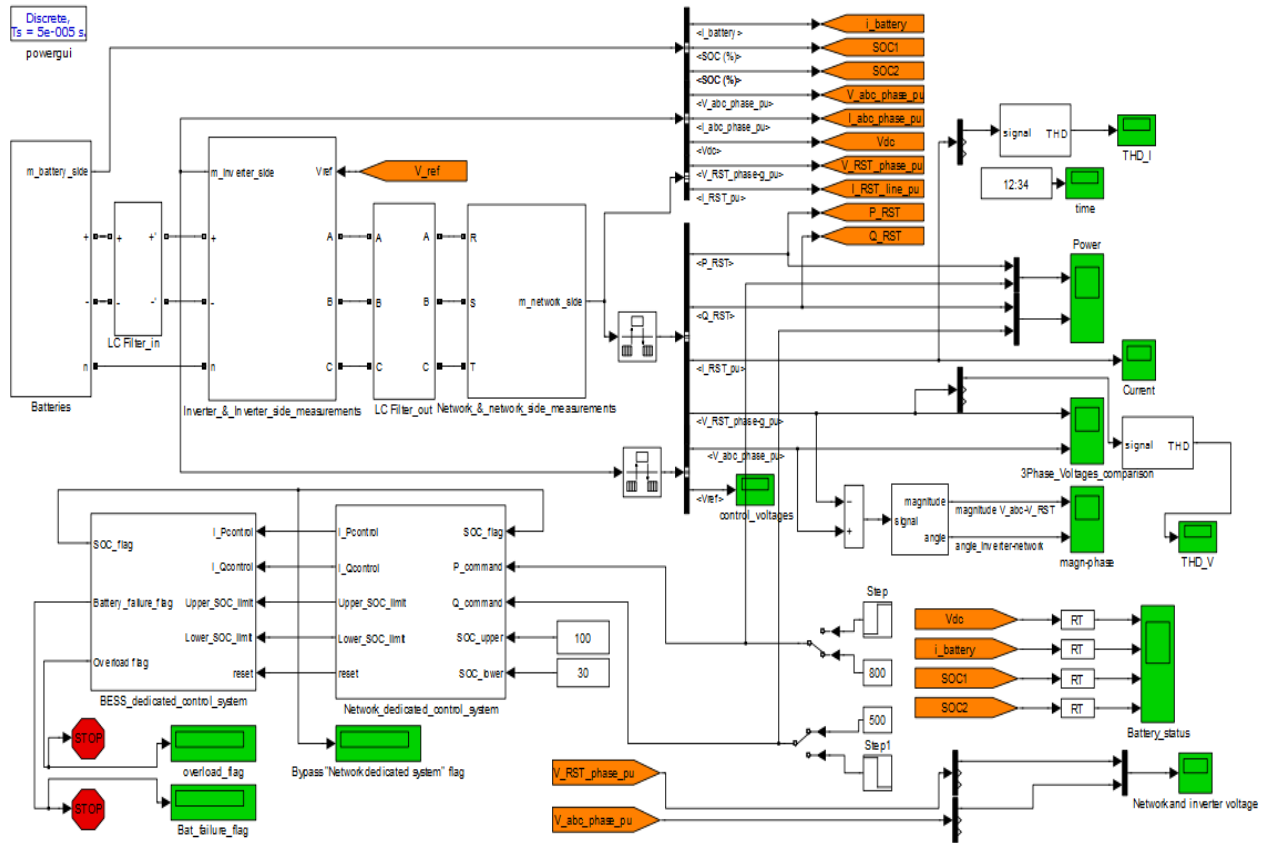 Discrete,
Ts = 5e-005 s.
powergui
i_battery
<I_battery>
SOC1
<SOC (%)>
SOC2
<SOC (%)>
V_abc_phase_pu
<V_abc_phase_pu>
I_abc_phase_pu
<I_abc_phase_pu>
Vdc
<Vdc>
V_RST_phase_pu
<V_RST_phase-g_pu>
I_RST_line_pu
<I_RST_pu>
P_RST
Q_RST
<P_RST>
<Q_RST>
<I_RST_pu>
<V_RST_phase-g_pu>
<V_abc_phase_pu>
<Vref>
control_voltages
signal THD
THD_I
12:34
time
Power
Current
3Phase_Voltages_comparison
signal THD
THD_V
signal
magnitude
angle
magnitude V_abc-V_RST
angle_Inverter-network
magn-phase
−
+
m_battery_side
+
-
n
Batteries
+ +'
- -'
LC Filter_in
m_Inverter_side
Vref
V_ref
+
-
n
A
B
C
Inverter_&_Inverter_side_measurements
A A
B B
C C
LC Filter_out
R
S
T
m_network_side
Network_&_network_side_measurements
SOC_flag
Battery_failure_flag
Overload flag
I_Pcontrol
I_Qcontrol
Upper_SOC_limit
Lower_SOC_limit
reset
BESS_dedicated_control_system
I_Pcontrol
I_Qcontrol
Upper_SOC_limit
Lower_SOC_limit
reset
SOC_flag
P_command
Q_command
SOC_upper
SOC_lower
Network_dedicated_control_system
100
30
Step
800
500
Step1
Vdc
RT
i_battery
RT
SOC1
RT
SOC2
RT
Battery_status
STOP
overload_flag
STOP
Bat_failure_flag
Bypass"Network dedicated system" flag
V_RST_phase_pu
V_abc_phase_pu
Network and inverter voltage